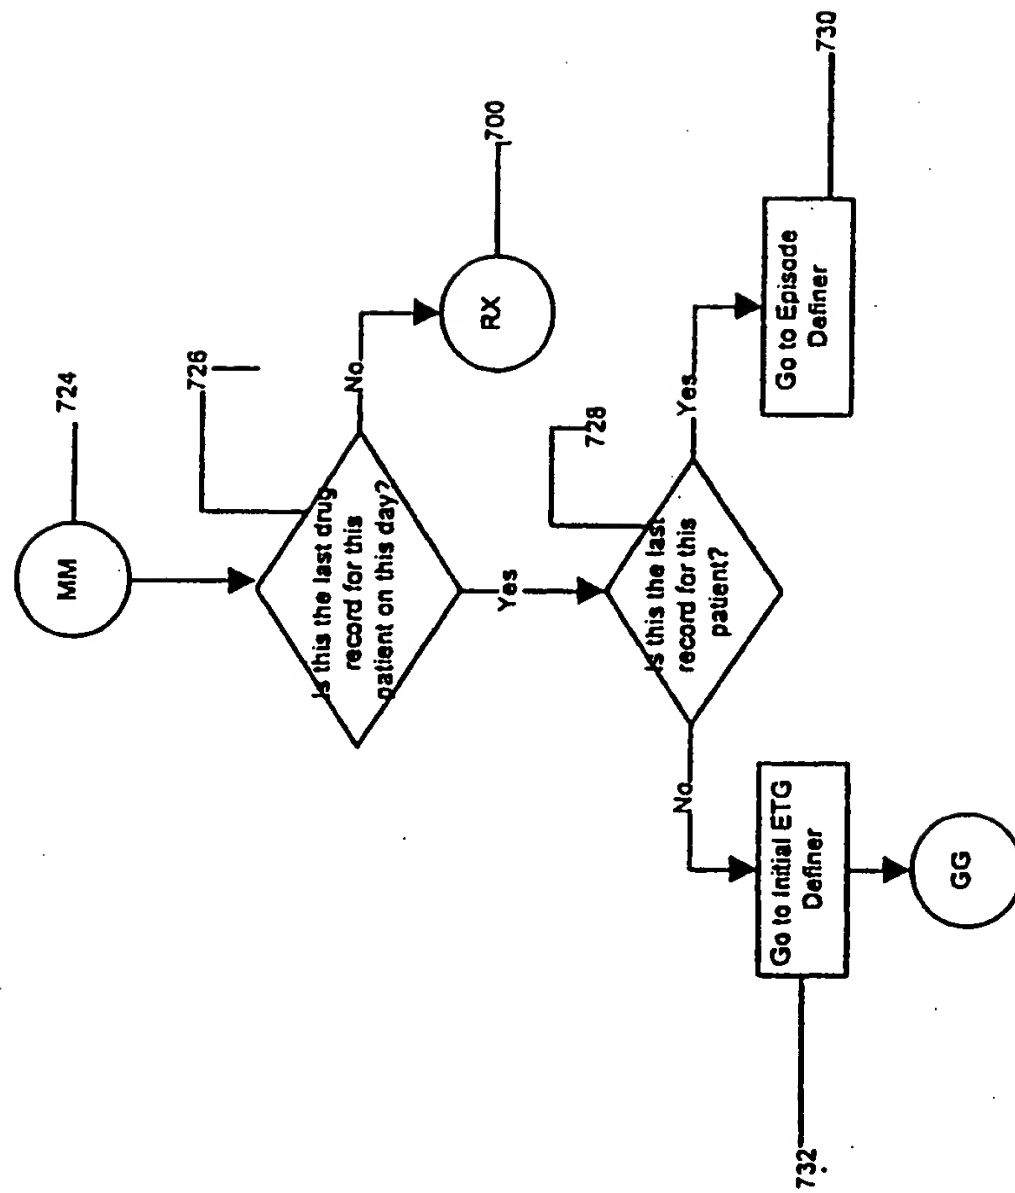 MM
724
726
Is this the last drug
record for this
patient on this day?
No
RX
700
Yes
728
Is this the last
record for this
patient?
Yes
Go to Episode
Definer
730
No
Go to Initial ETG
Definer
732
GG